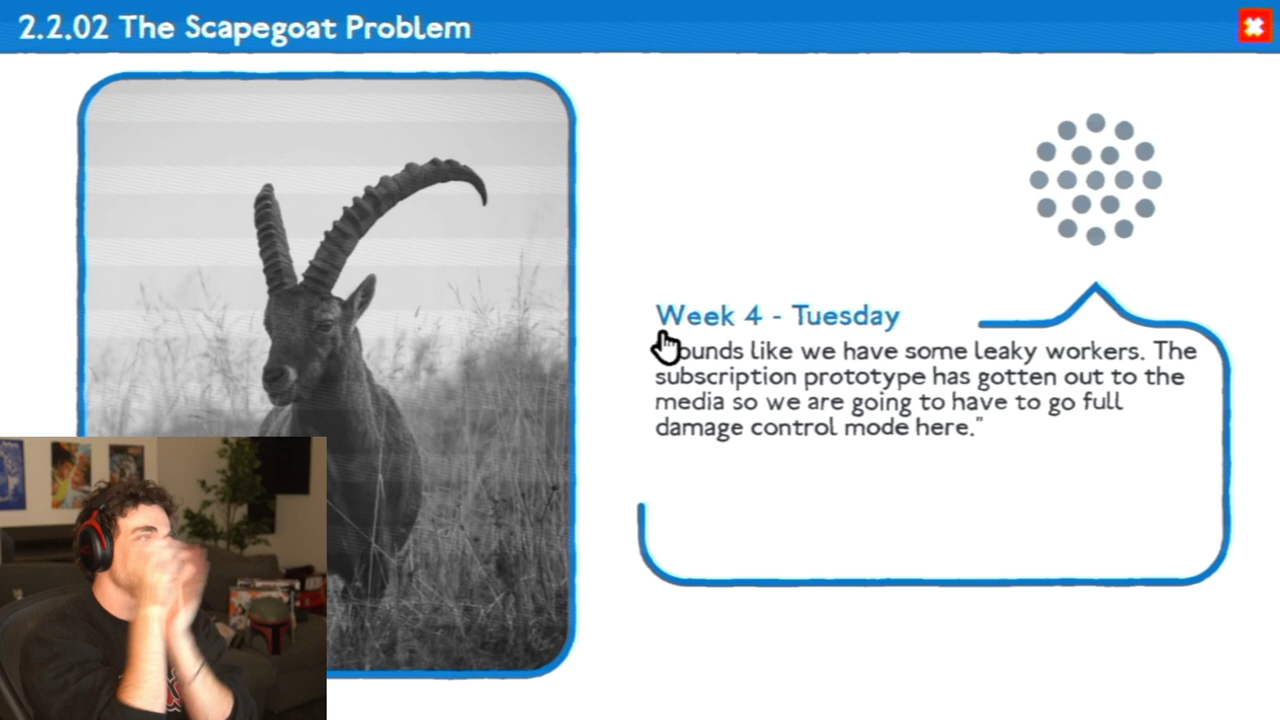 2.2.02 The Scapegoat Problem
Week 4 - Tuesday
ounds like we have some leaky workers. The
subscription prototype has gotten out to the
media so we are going to have to go full
damage control mode here."